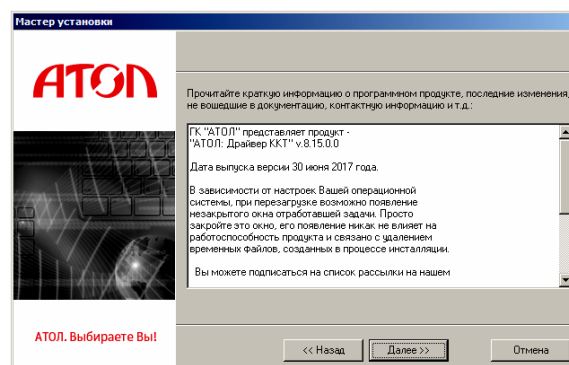 Мастер установки
АТОЛ
Прочитайте краткую информацию о программном продукте, последние изменения,
не вошедшие в документацию, контактную информацию и т.д.:
ГК "АТОЛ" представляет продукт -
"АТОЛ: Драйвер ККТ" v.8.15.0.0
Дата выпуска версии 30 июня 2017 года.
В зависимости от настроек Вашей операционной
системы, при перезагрузке возможно появление
незакрытого окна отработавшей задачи. Просто
закройте это окно, его появление никак не влияет на
работоспособность продукта и связано с удалением
временных файлов, созданных в процессе инсталляции.
Вы можете подписаться на список рассылки на нашем
АТОЛ. Выбираете Вы!
<< Назад
Далее >>
Отмена